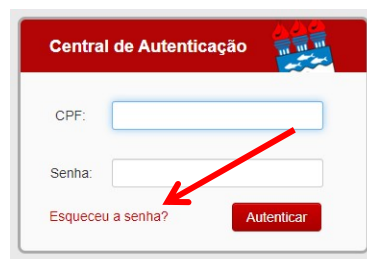 Central de Autenticação
CPF:
Senha:
Esqueceu a senha? Autenticar